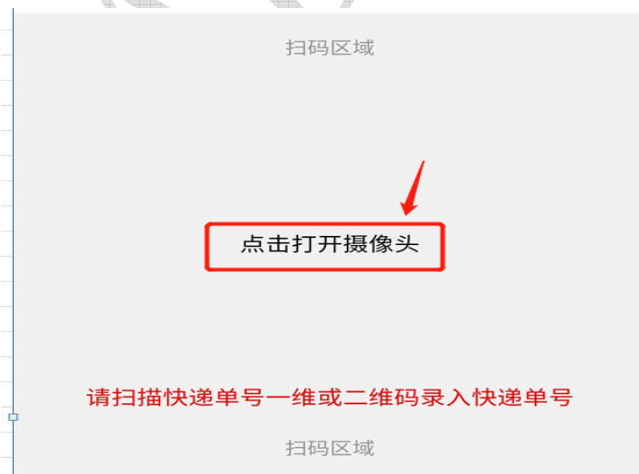 扫码区域
点击打开摄像头
请扫描快递单号一维或二维码录入快递单号
扫码区域